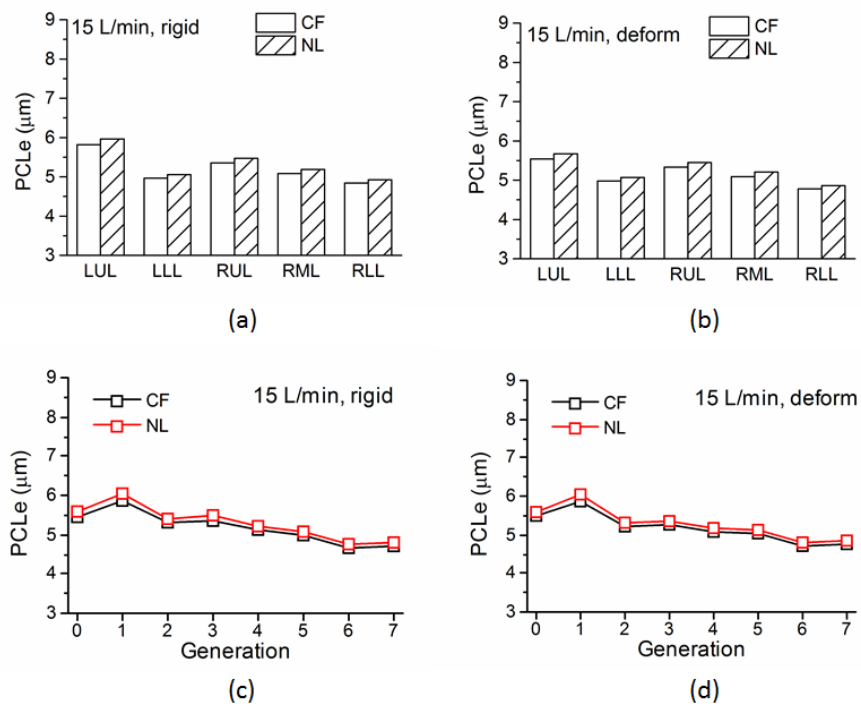 15 L/min, rigid
CF
NL
PCLe (μm)
9
8
7
6
5
4
3
LUL LLL RUL RML RLL
(a)
15 L/min, deform
CF
NL
PCLe (μm)
9
8
7
6
5
4
3
LUL LLL RUL RML RLL
(b)
15 L/min, rigid
CF
NL
PCLe (μm)
9
8
7
6
5
4
3
0 1 2 3 4 5 6 7
Generation
(c)
15 L/min, deform
CF
NL
PCLe (μm)
9
8
7
6
5
4
3
0 1 2 3 4 5 6 7
Generation
(d)